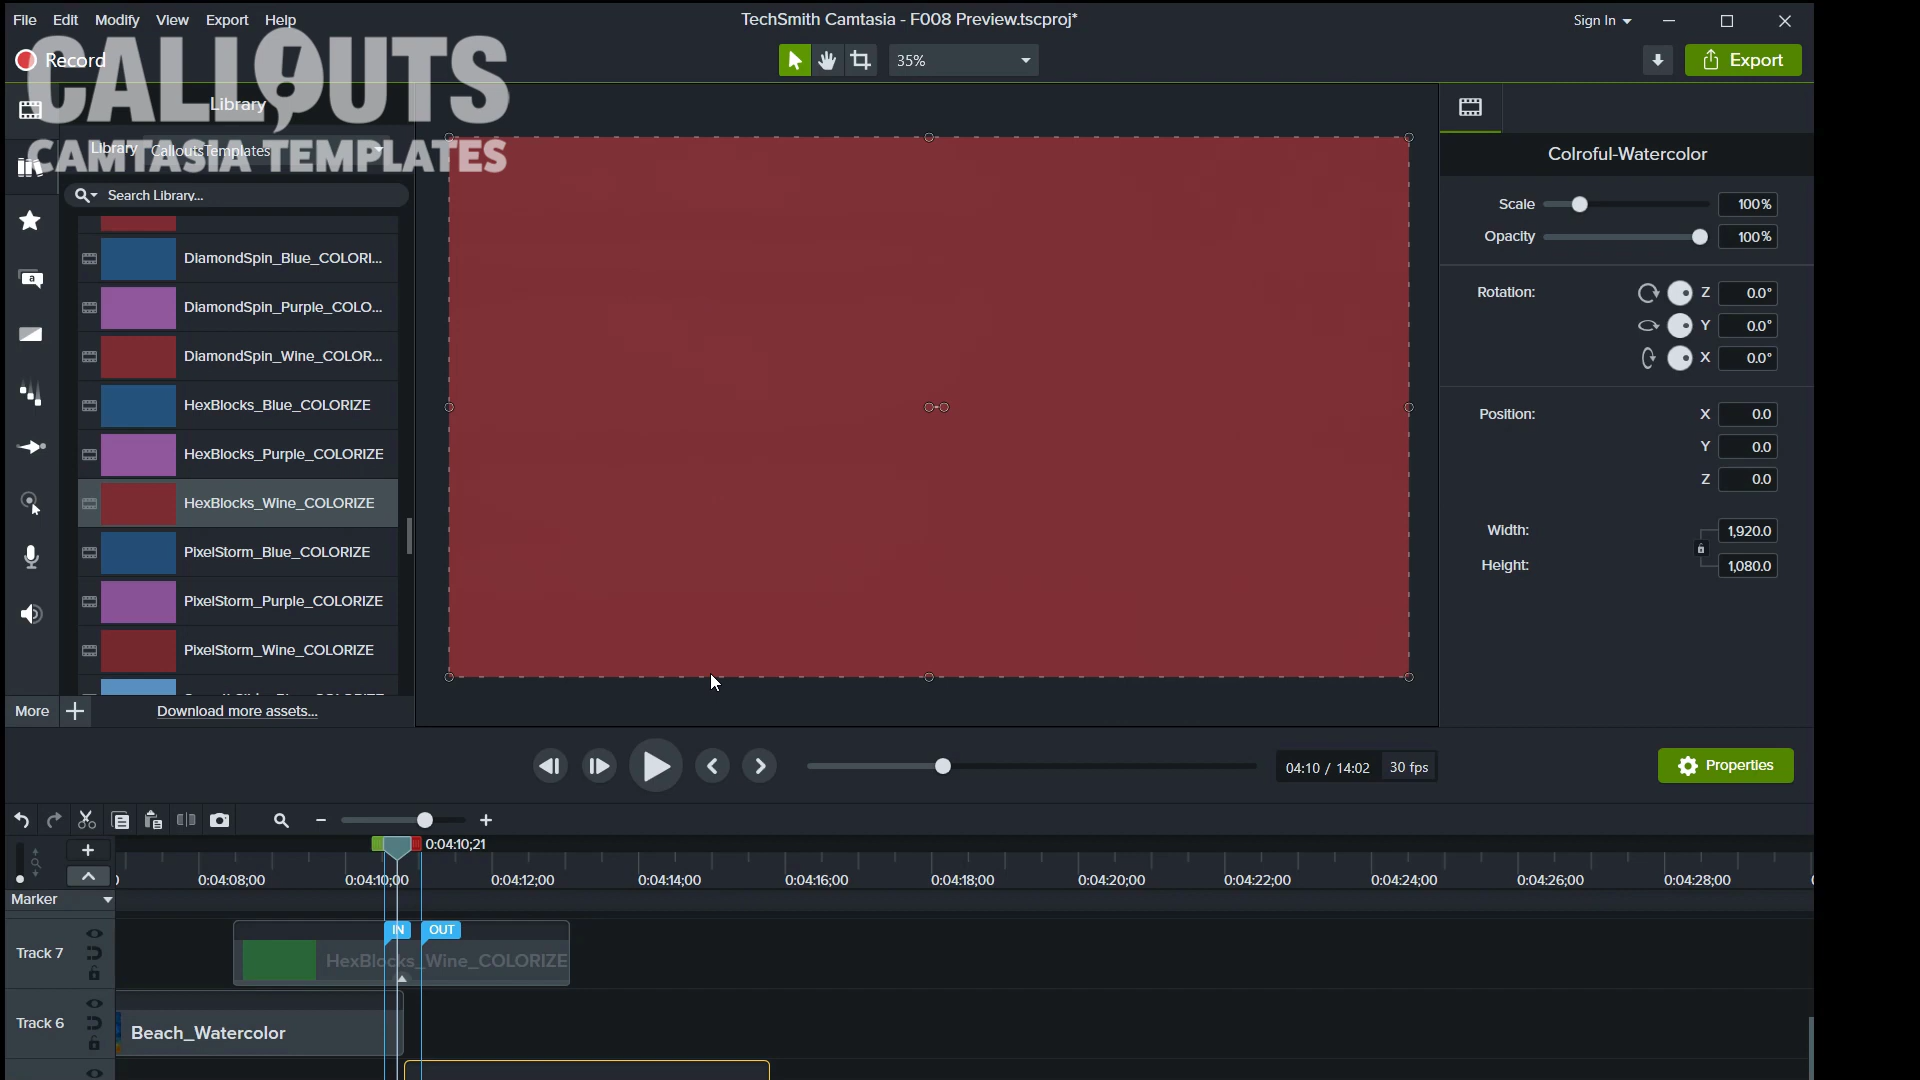 File Edit Modify View Export Help
TechSmith Camtasia - F008 Preview.tscproj*
Sign In
Record
35%
Export
CALLOUTS
CAMTASIA TEMPLATES
Library
Library CalloutsTemplates
Search Library...
DiamondSpin_Blue_COLORI...
DiamondSpin_Purple_COLO...
DiamondSpin_Wine_COLOR...
HexBlocks_Blue_COLORIZE
HexBlocks_Purple_COLORIZE
HexBlocks_Wine_COLORIZE
PixelStorm_Blue_COLORIZE
PixelStorm_Purple_COLORIZE
PixelStorm_Wine_COLORIZE
More
Download more assets...
Colroful-Watercolor
Scale 100%
Opacity 100%
Rotation: Z 0.0°
Y 0.0°
X 0.0°
Position: X 0.0
Y 0.0
Z 0.0
Width: 1,920.0
Height: 1,080.0
04:10 / 14:02 30 fps
Properties
0:04:10;21
0:04:08;00 0:04:10;00 0:04:12;00 0:04:14;00 0:04:16;00 0:04:18;00 0:04:20;00 0:04:22;00 0:04:24;00 0:04:26;00 0:04:28;00
Marker
IN OUT
Track 7
HexBlocks_Wine_COLORIZE
Track 6
Beach_Watercolor